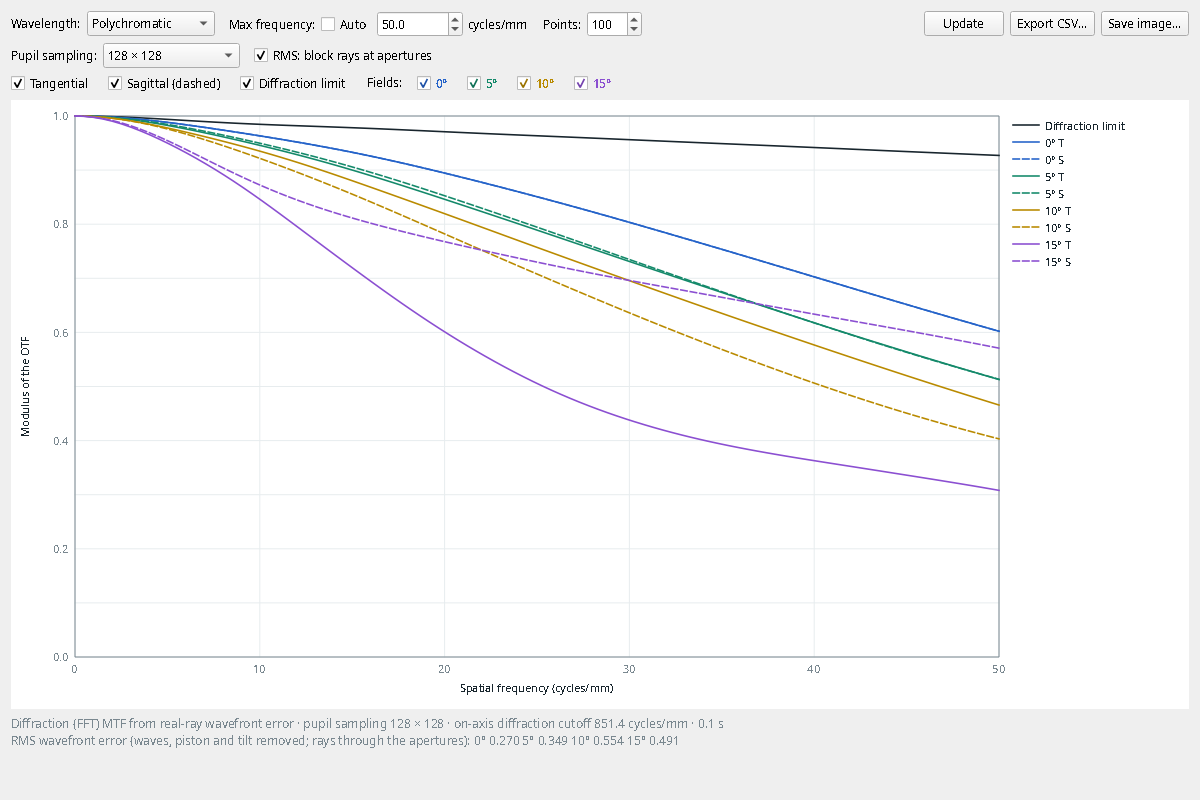 Wavelength: Polychromatic Max frequency: Auto 50.0 cycles/mm Points: 100 Update Export CSV... Save image...
Pupil sampling: 128 × 128 RMS: block rays at apertures
Tangential Sagittal (dashed) Diffraction limit Fields: 0° 5° 10° 15°
1.0
0.8
0.6
0.4
0.2
0.0
Modulus of the OTF
0 10 20 30 40 50
Spatial frequency (cycles/mm)
Diffraction limit
0° T
0° S
5° T
5° S
10° T
10° S
15° T
15° S
Diffraction (FFT) MTF from real-ray wavefront error · pupil sampling 128 × 128 · on-axis diffraction cutoff 851.4 cycles/mm · 0.1 s
RMS wavefront error (waves, piston and tilt removed; rays through the apertures): 0° 0.270 5° 0.349 10° 0.554 15° 0.491